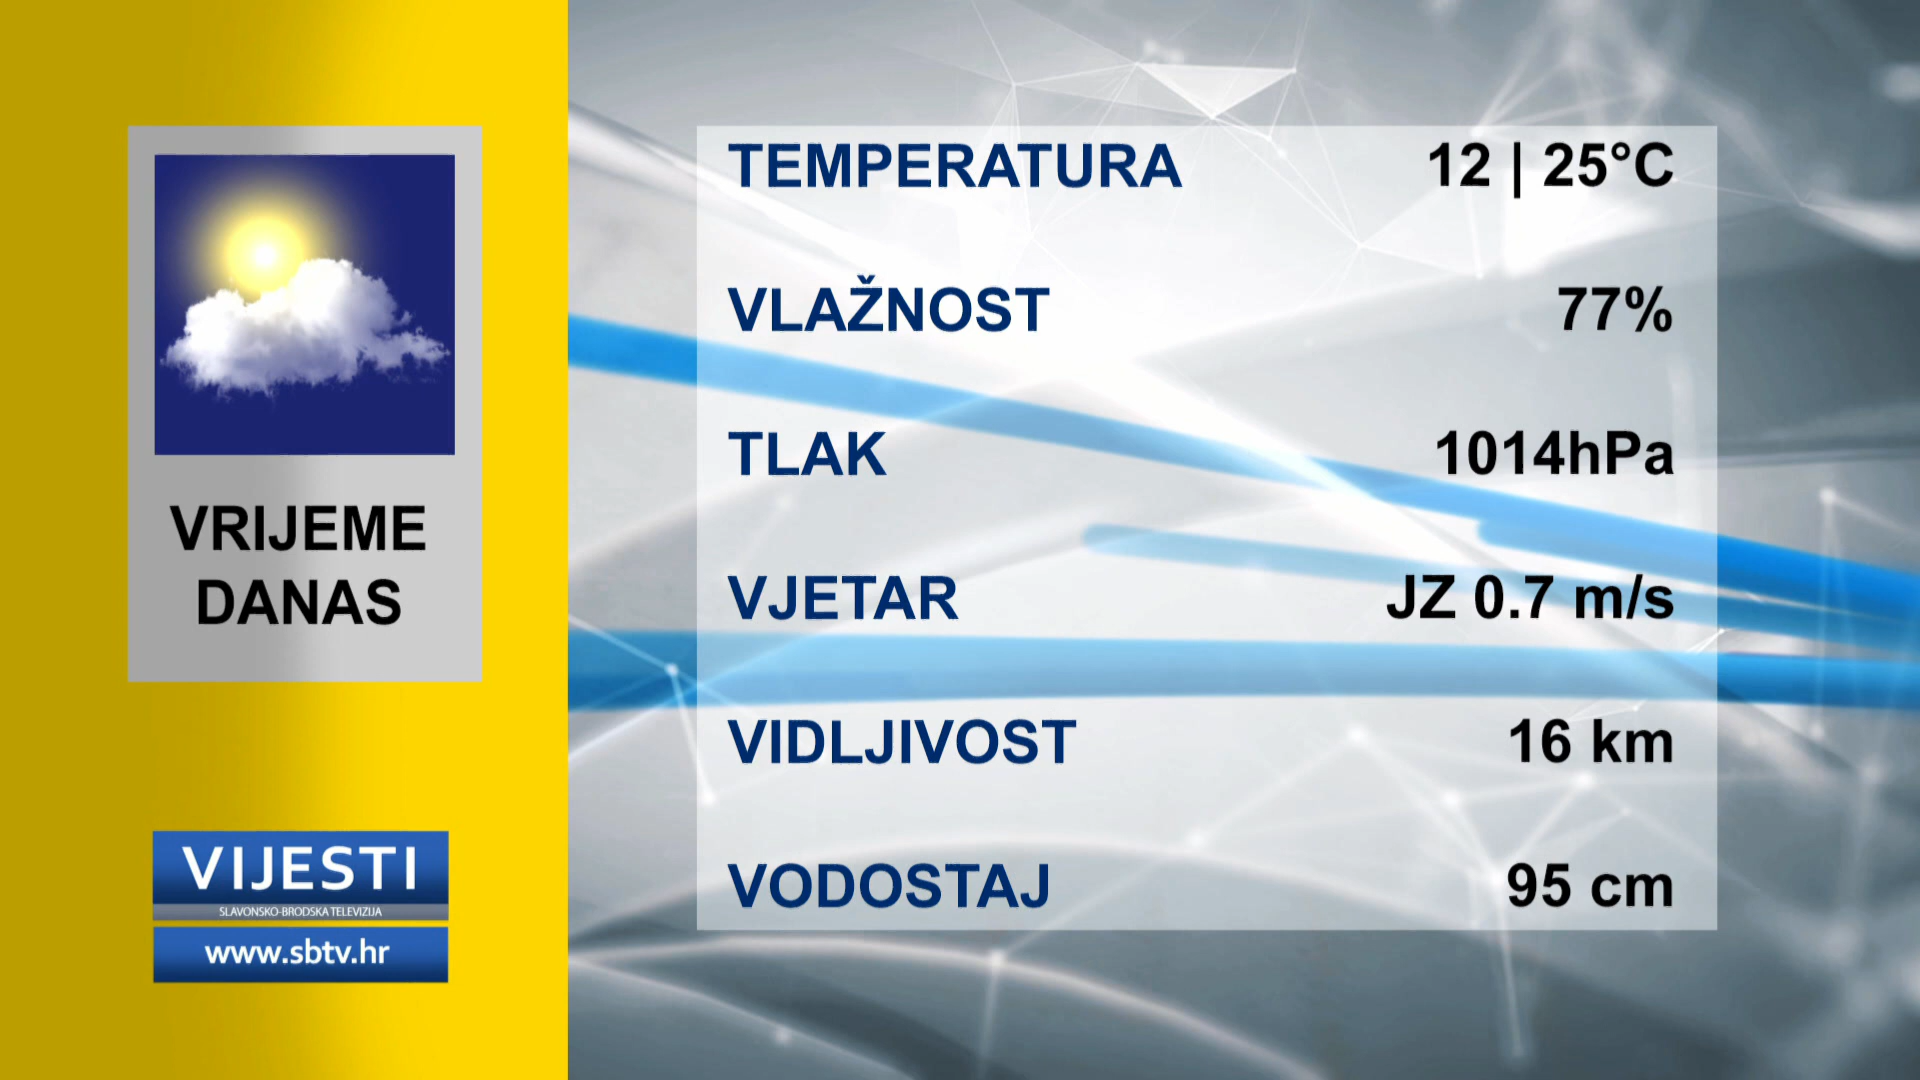 VRIJEME
DANAS
VIJESTI
SLAVONSKO-BRODSKA TELEVIZIJA
www.sbtv.hr
TEMPERATURA 12 | 25°C
VLAŽNOST 77%
TLAK 1014hPa
VJETAR JZ 0.7 m/s
VIDLJIVOST 16 km
VODOSTAJ 95 cm